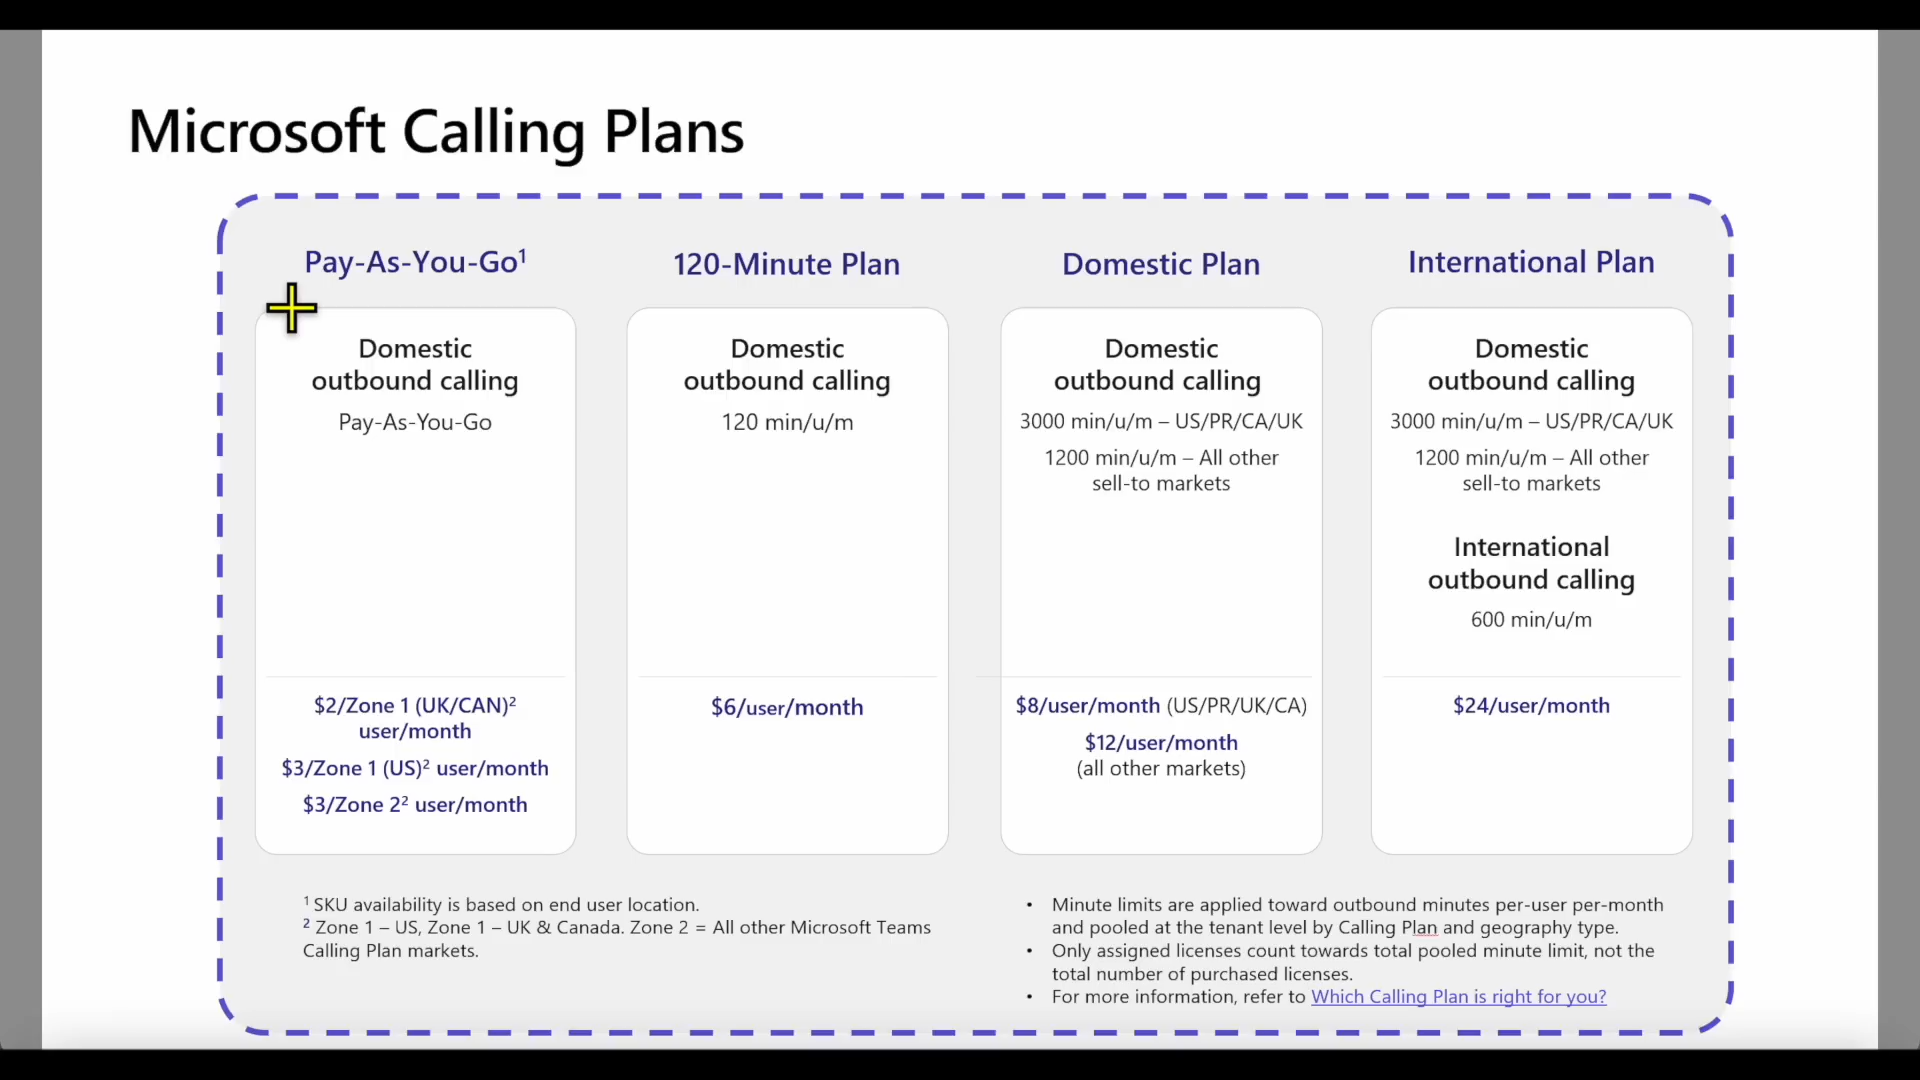 Microsoft Calling Plans
Pay-As-You-Go¹
Domestic
outbound calling
Pay-As-You-Go
$2/Zone 1 (UK/CAN)²
user/month
$3/Zone 1 (US)² user/month
$3/Zone 2² user/month
120-Minute Plan
Domestic
outbound calling
120 min/u/m
$6/user/month
Domestic Plan
Domestic
outbound calling
3000 min/u/m – US/PR/CA/UK
1200 min/u/m – All other
sell-to markets
$8/user/month (US/PR/UK/CA)
$12/user/month
(all other markets)
International Plan
Domestic
outbound calling
3000 min/u/m – US/PR/CA/UK
1200 min/u/m – All other
sell-to markets
International
outbound calling
600 min/u/m
$24/user/month
¹ SKU availability is based on end user location.
² Zone 1 – US, Zone 1 – UK & Canada. Zone 2 = All other Microsoft Teams
Calling Plan markets.
• Minute limits are applied toward outbound minutes per-user per-month
and pooled at the tenant level by Calling Plan and geography type.
• Only assigned licenses count towards total pooled minute limit, not the
total number of purchased licenses.
• For more information, refer to Which Calling Plan is right for you?